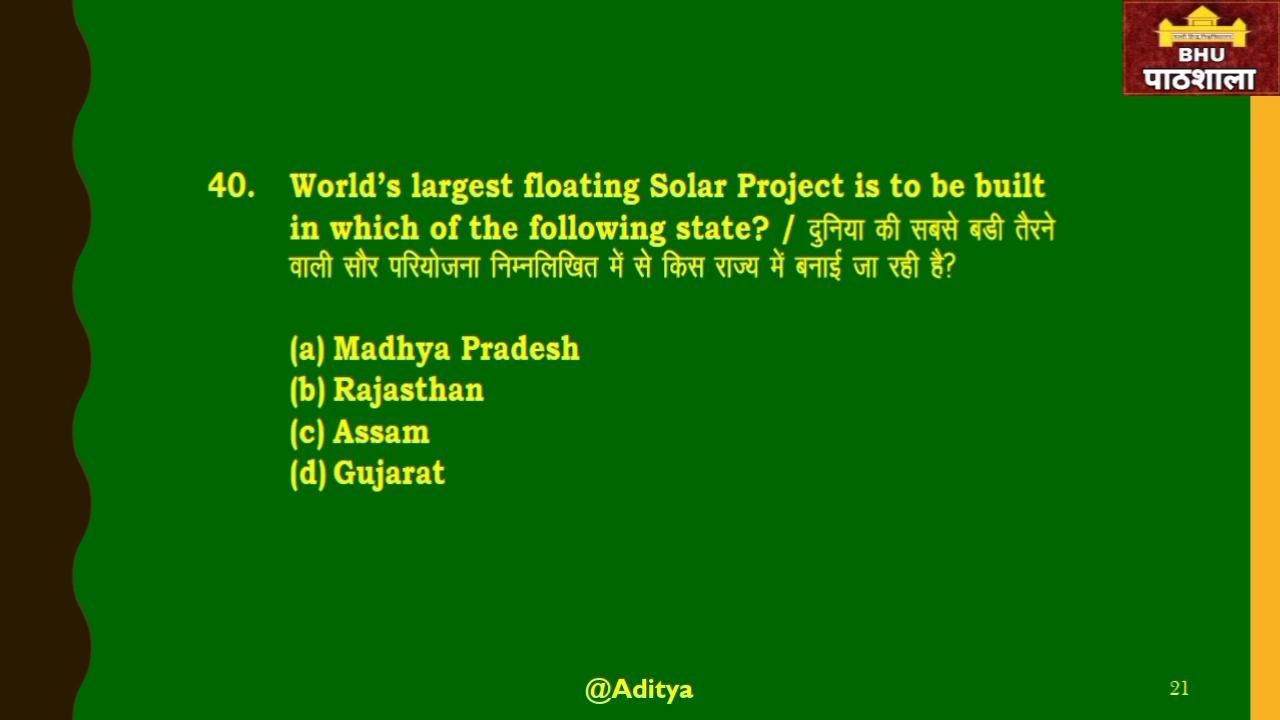 BHU
पाठशाला
40. World's largest floating Solar Project is to be built
in which of the following state? / दुनिया की सबसे बडी तैरने
वाली सौर परियोजना निम्नलिखित में से किस राज्य में बनाई जा रही है?
(a) Madhya Pradesh
(b) Rajasthan
(c) Assam
(d) Gujarat
@Aditya
21